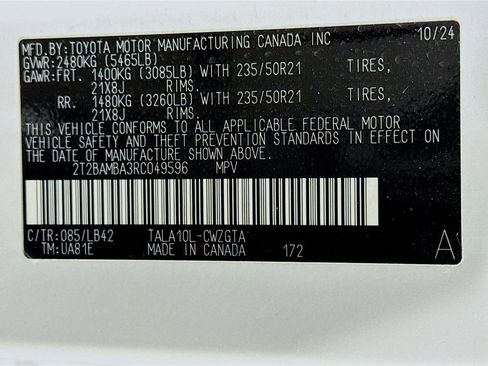 MFD.BY:TOYOTA MOTOR MANUFACTURING CANADA INC 10/24
GVWR:2480KG (5465LB)
GAWR:FRT. 1400KG (3085LB) WITH 235/50R21 TIRES,
21X8J RIMS.
RR. 1480KG (3260LB) WITH 235/50R21 TIRES,
21X8J RIMS.
THIS VEHICLE CONFORMS TO ALL APPLICABLE FEDERAL MOTOR
VEHICLE SAFETY AND THEFT PREVENTION STANDARDS IN EFFECT ON
THE DATE OF MANUFACTURE SHOWN ABOVE.
2T2BAMBA3RC049596 MPV
C/TR:085/LB42 TALA10L-CWZGTA
TM:UA81E MADE IN CANADA 172 A